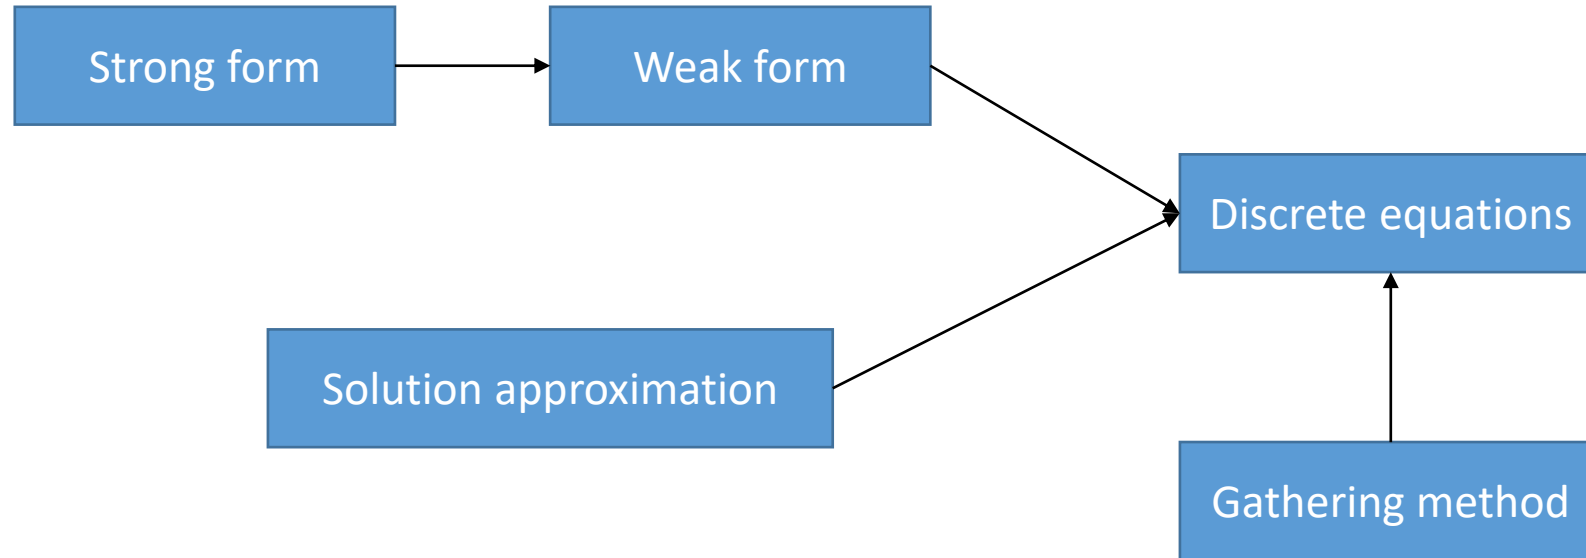 Strong form
Weak form
Discrete equations
Solution approximation
Gathering method